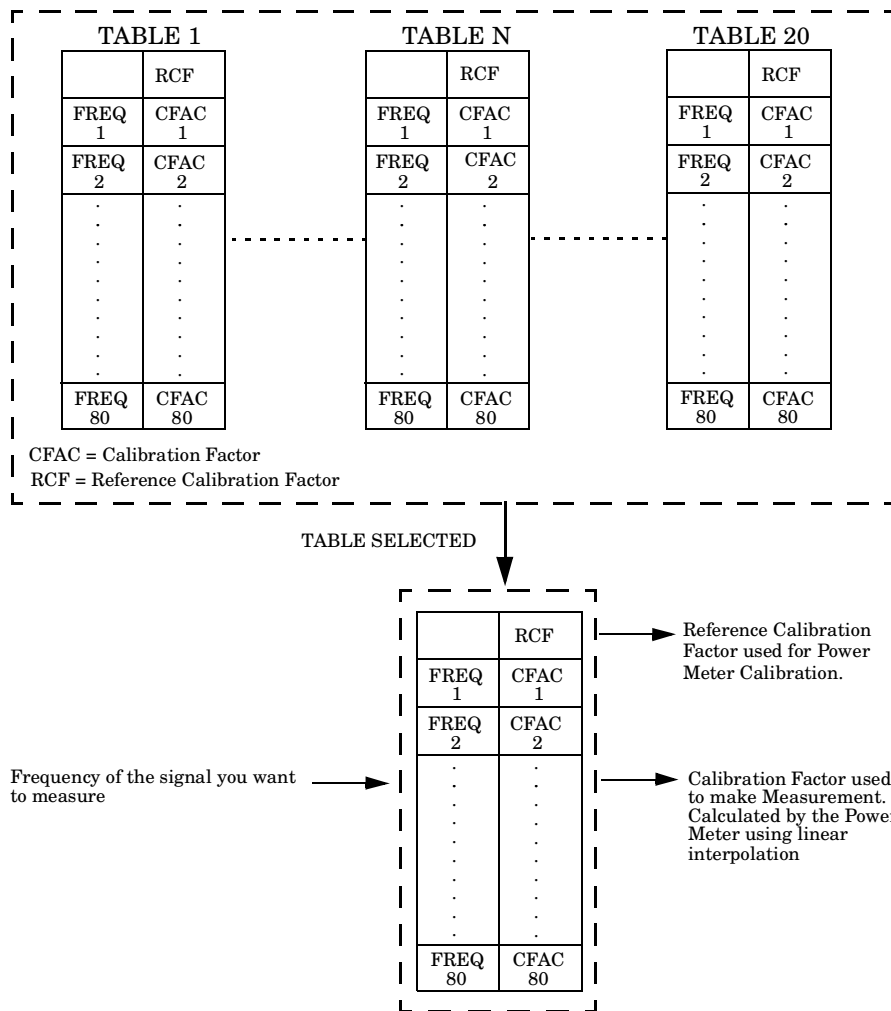 TABLE 1 TABLE N TABLE 20
RCF RCF RCF
FREQ CFAC FREQ CFAC FREQ CFAC
1 1 1 1 1 1
FREQ CFAC FREQ CFAC FREQ CFAC
2 2 2 2 2 2
FREQ CFAC FREQ CFAC FREQ CFAC
80 80 80 80 80 80
CFAC = Calibration Factor
RCF = Reference Calibration Factor
TABLE SELECTED
RCF
FREQ CFAC
1 1
FREQ CFAC
2 2
FREQ CFAC
80 80
Reference Calibration
Factor used for Power
Meter Calibration.
Frequency of the signal you want
to measure
Calibration Factor used
to make Measurement.
Calculated by the Power
Meter using linear
interpolation